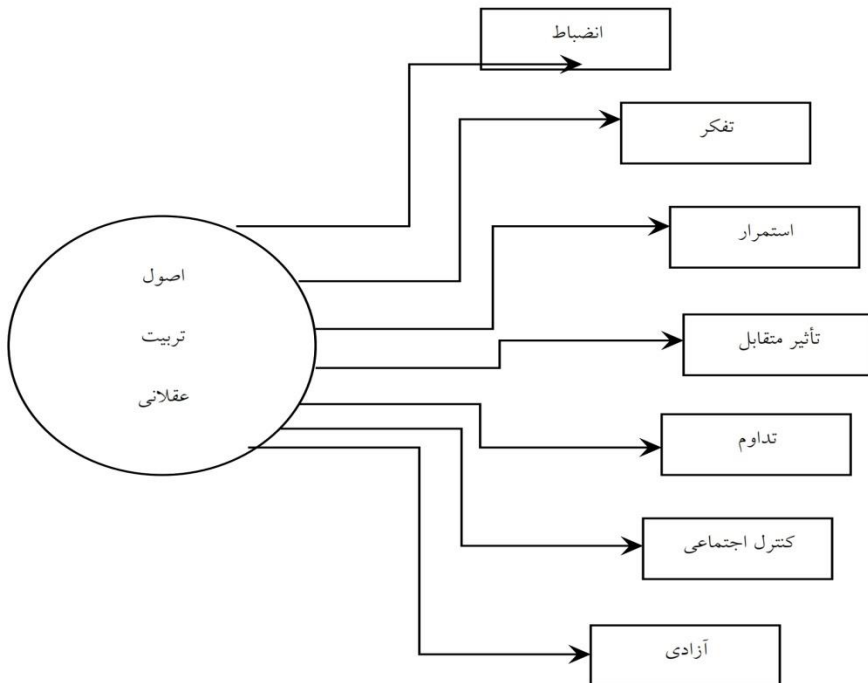 انضباط
تفکر
استمرار
اصول
تربیت
عقلانی
تأثیر متقابل
تداوم
کنترل اجتماعی
آزادی